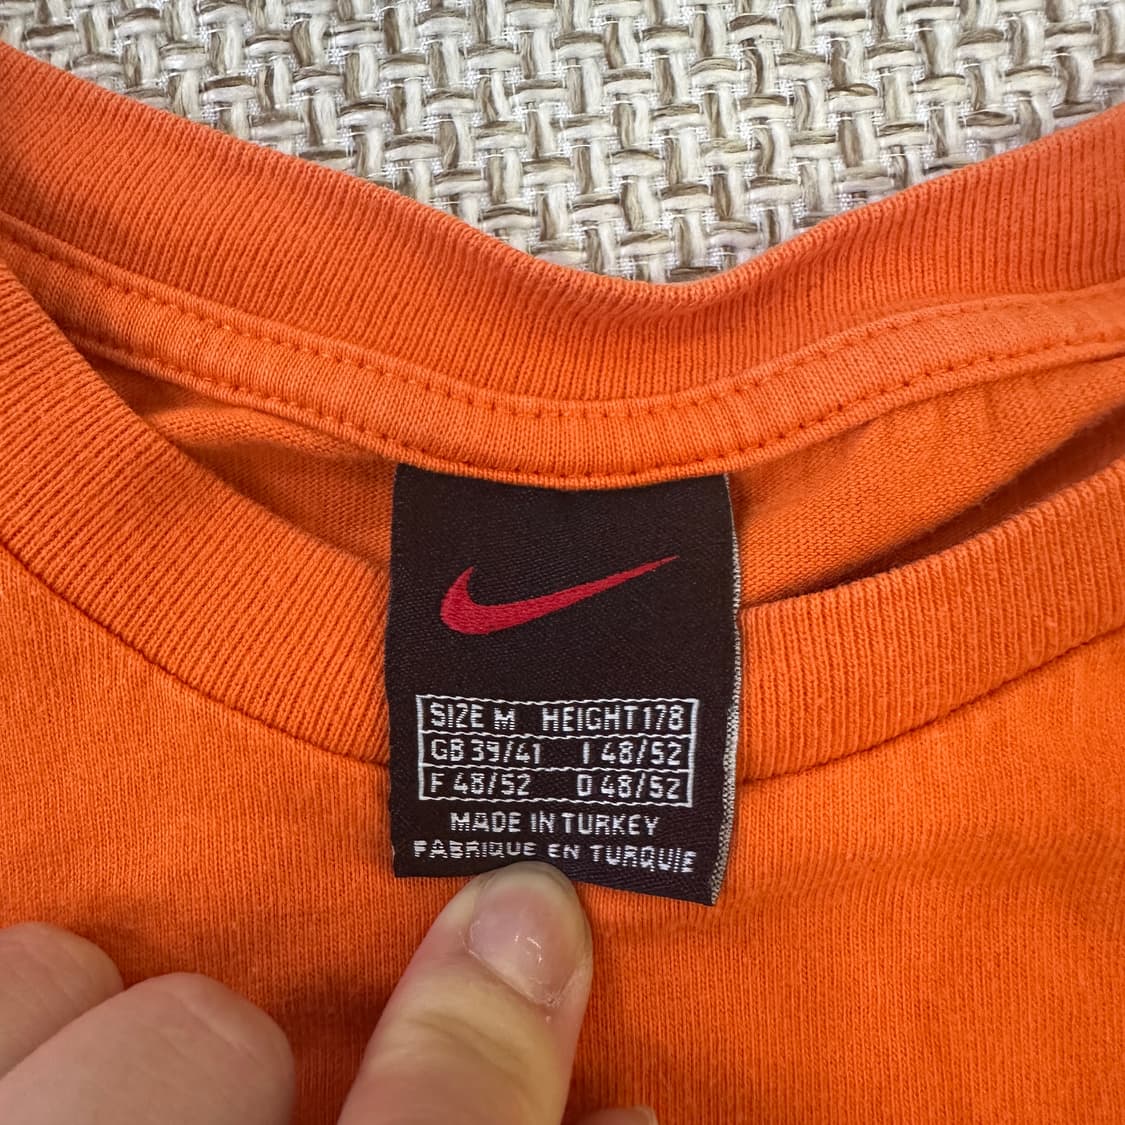 SIZE M HEIGHT 178
GB 39/41 I 48/52
F 48/52 D 48/52
MADE IN TURKEY
FABRIQUE EN TURQUIE